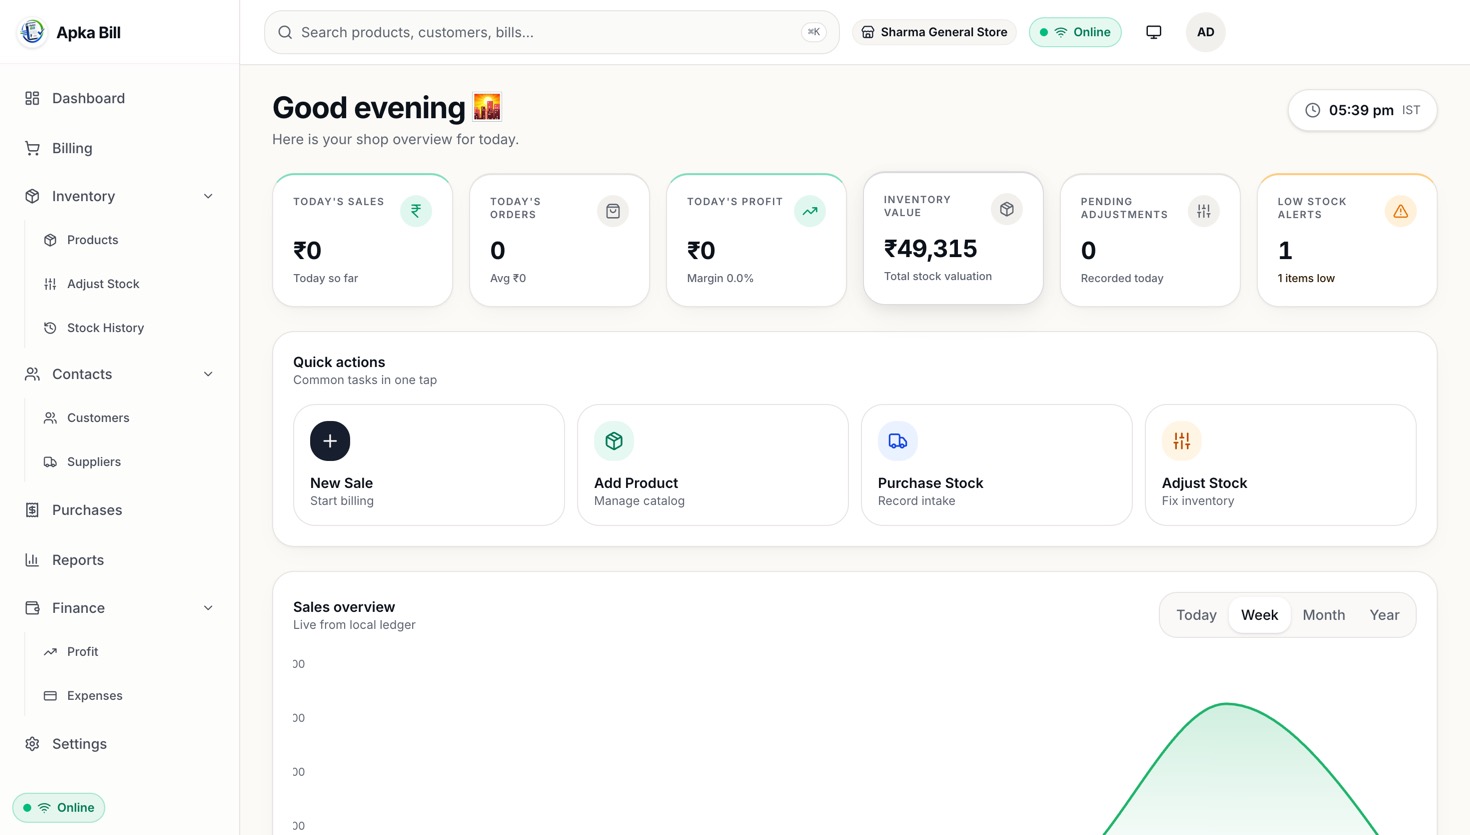 Apka Bill
Search products, customers, bills...
⌘K
Sharma General Store
Online
AD
Dashboard
Billing
Inventory
Products
Adjust Stock
Stock History
Contacts
Customers
Suppliers
Purchases
Reports
Finance
Profit
Expenses
Settings
Online
Good evening
Here is your shop overview for today.
05:39 pm IST
TODAY'S SALES
₹0
Today so far
TODAY'S
ORDERS
0
Avg ₹0
TODAY'S PROFIT
₹0
Margin 0.0%
INVENTORY
VALUE
₹49,315
Total stock valuation
PENDING
ADJUSTMENTS
0
Recorded today
LOW STOCK
ALERTS
1
1 items low
Quick actions
Common tasks in one tap
New Sale
Start billing
Add Product
Manage catalog
Purchase Stock
Record intake
Adjust Stock
Fix inventory
Sales overview
Live from local ledger
Today Week Month Year
00
00
00
00